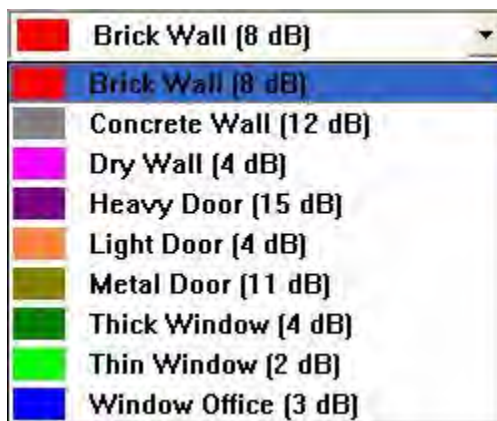 Brick Wall (8 dB)
Brick Wall (8 dB)
Concrete Wall (12 dB)
Dry Wall (4 dB)
Heavy Door (15 dB)
Light Door (4 dB)
Metal Door (11 dB)
Thick Window (4 dB)
Thin Window (2 dB)
Window Office (3 dB)